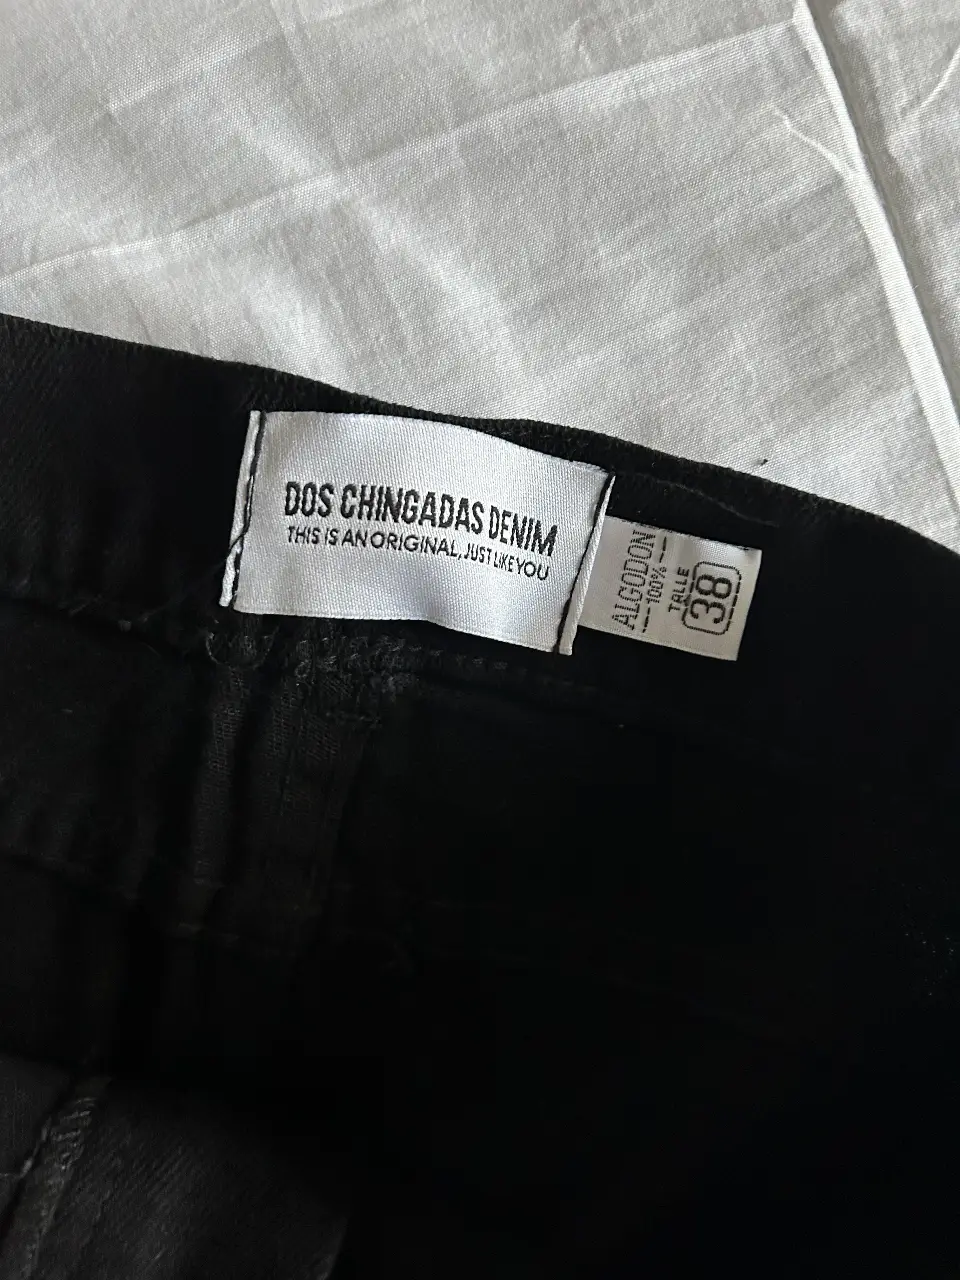 DOS CHINGADAS DENIM
THIS IS AN ORIGINAL, JUST LIKE YOU
ALGODON
100%
TALLE
38